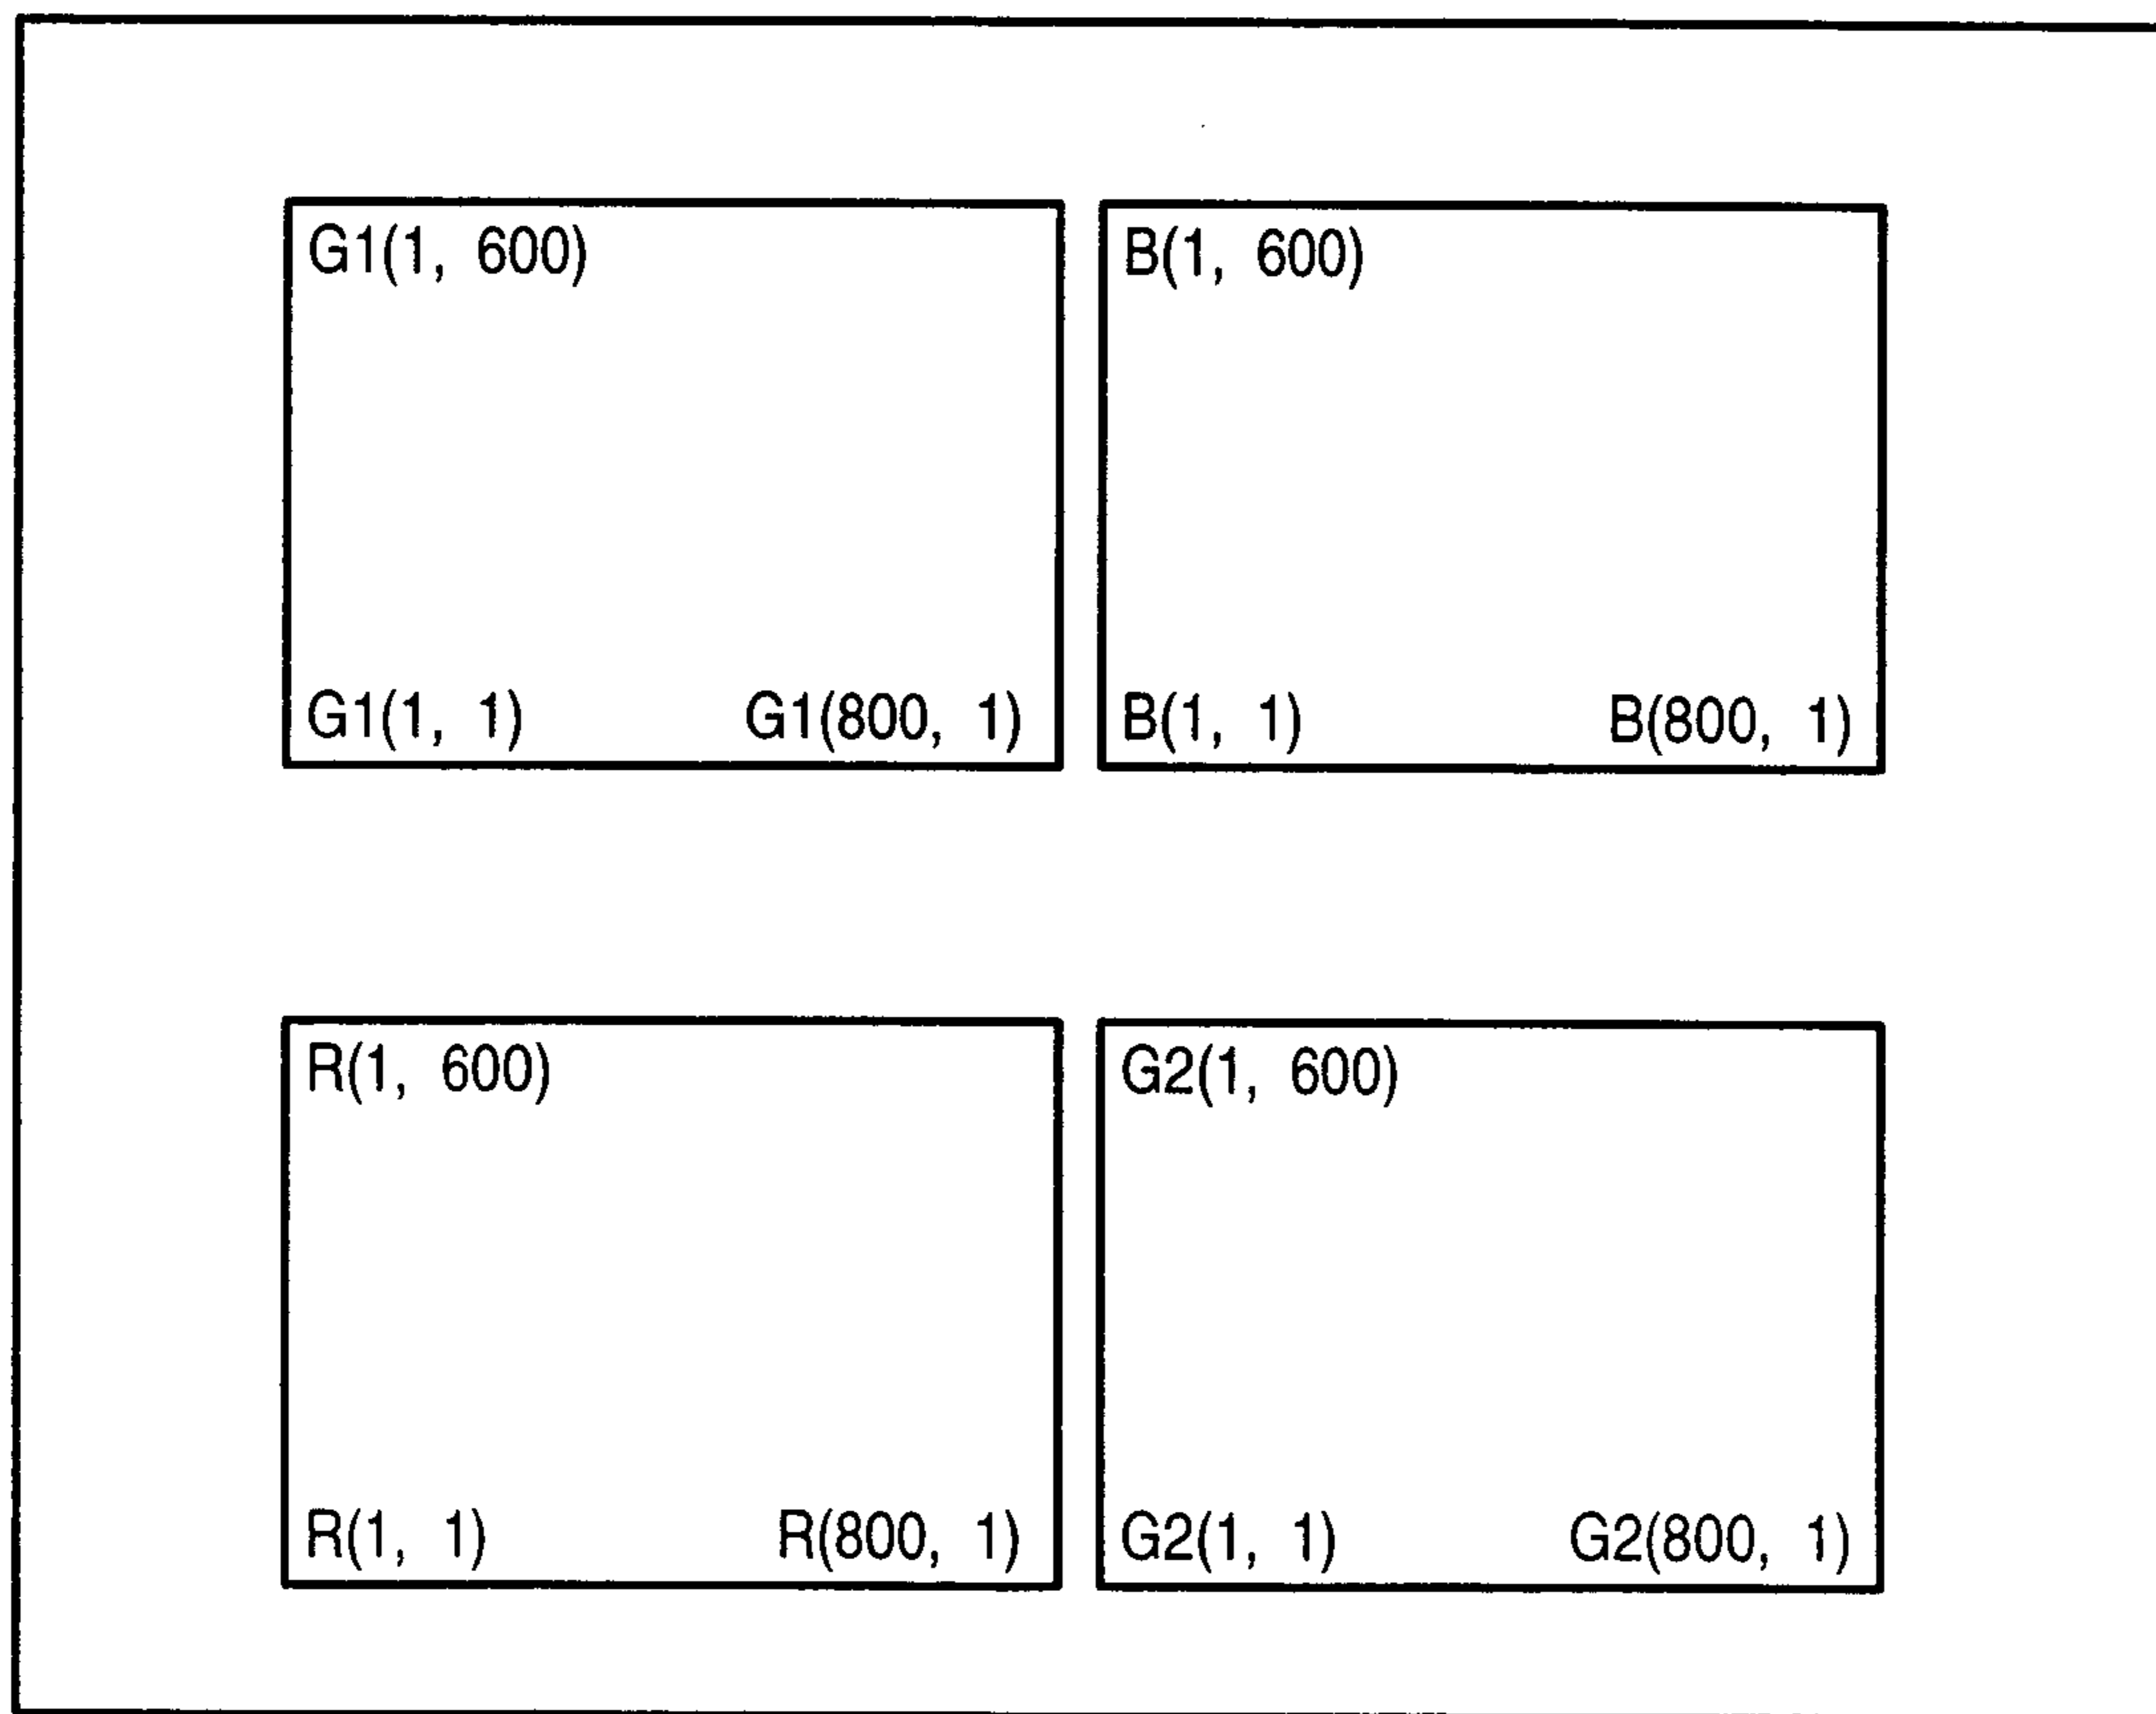 G1(1, 600) B(1, 600)
G1(1, 1) G1(800, 1) B(1, 1) B(800, 1)
R(1, 600) G2(1, 600)
R(1, 1) R(800, 1) G2(1, 1) G2(800, 1)